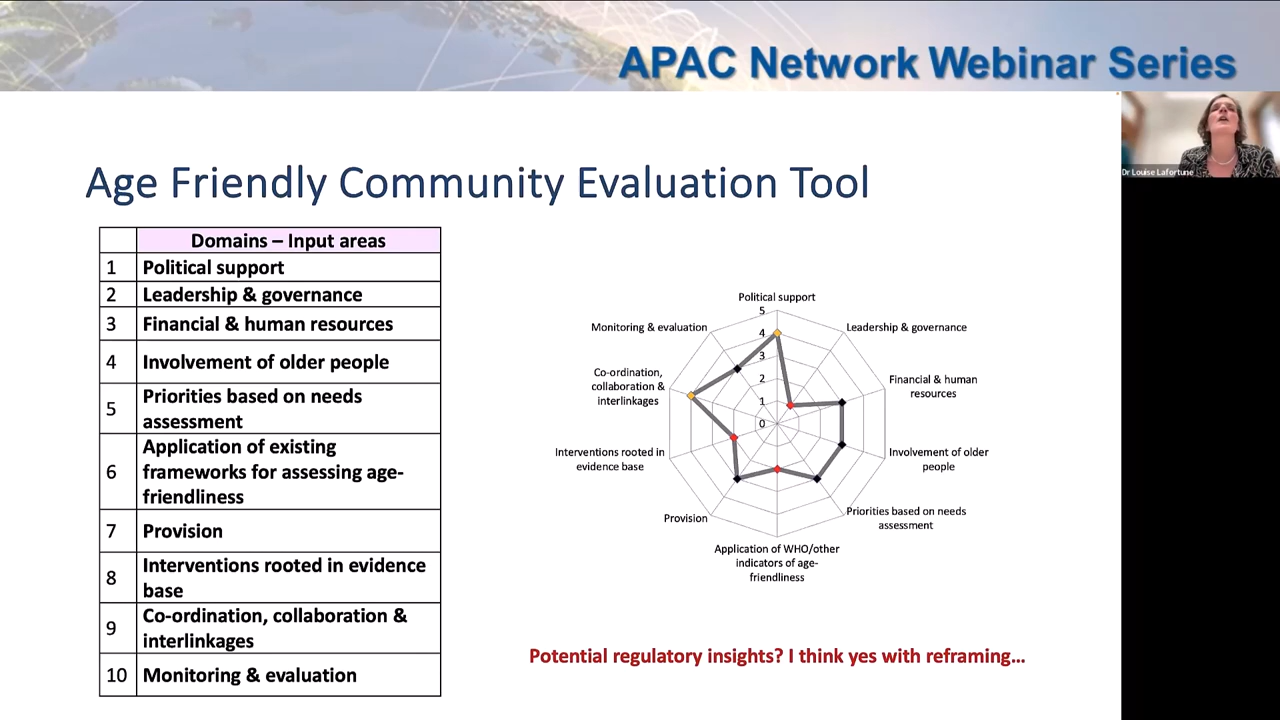 APAC Network Webinar Series
Dr Louise Lafortune
Age Friendly Community Evaluation Tool
Domains – Input areas
1 Political support
2 Leadership & governance
3 Financial & human resources
4 Involvement of older people
5 Priorities based on needs
assessment
6 Application of existing
frameworks for assessing age-
friendliness
7 Provision
8 Interventions rooted in evidence
base
9 Co-ordination, collaboration &
interlinkages
10 Monitoring & evaluation
Political support
5
4
3
2
1
0
Leadership & governance
Financial & human
resources
Involvement of older
people
Priorities based on needs
assessment
Application of WHO/other
indicators of age-
friendliness
Provision
Interventions rooted in
evidence base
Co-ordination,
collaboration &
interlinkages
Monitoring & evaluation
Potential regulatory insights? I think yes with reframing...